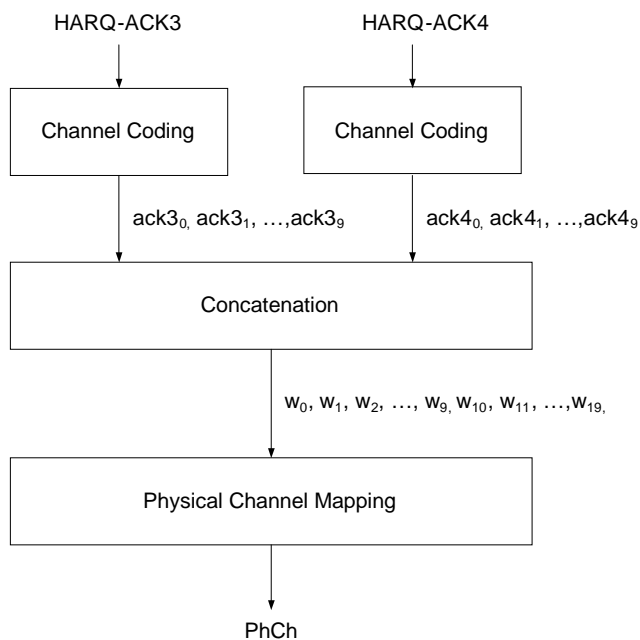 HARQ-ACK3 HARQ-ACK4
Channel Coding Channel Coding
ack3₀, ack3₁, …,ack3₉ ack4₀, ack4₁, …,ack4₉
Concatenation
w₀, w₁, w₂, …, w₉, w₁₀, w₁₁, …,w₁₉,
Physical Channel Mapping
PhCh